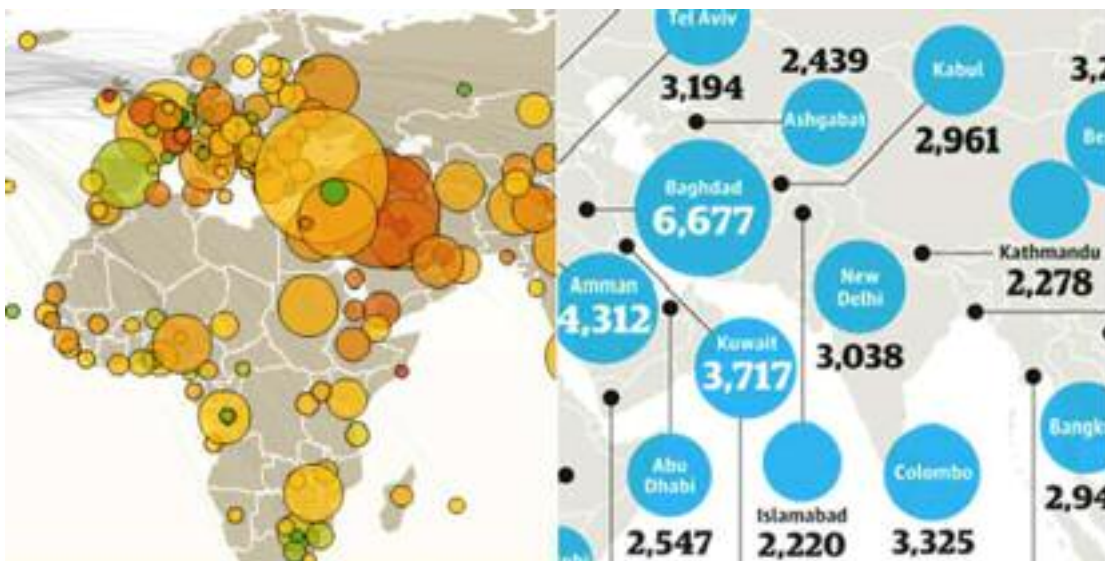 Tel Aviv
3,194
2,439
Ashgabat
Kabul
2,961
Baghdad
6,677
Kathmandu
2,278
Amman
4,312
New
Delhi
3,038
Kuwait
3,717
Abu
Dhabi
2,547
Islamabad
2,220
Colombo
3,325